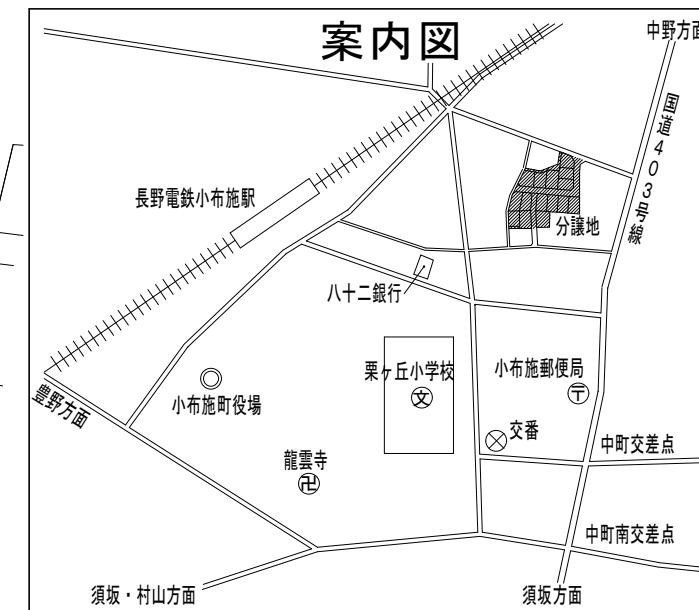 案内図
中野方面
国道403号線
長野電鉄小布施駅
分譲地
八十二銀行
栗ヶ丘小学校
文
小布施郵便局
〒
豊野方面
小布施町役場
交番
中町交差点
龍雲寺
卍
中町南交差点
須坂・村山方面
須坂方面